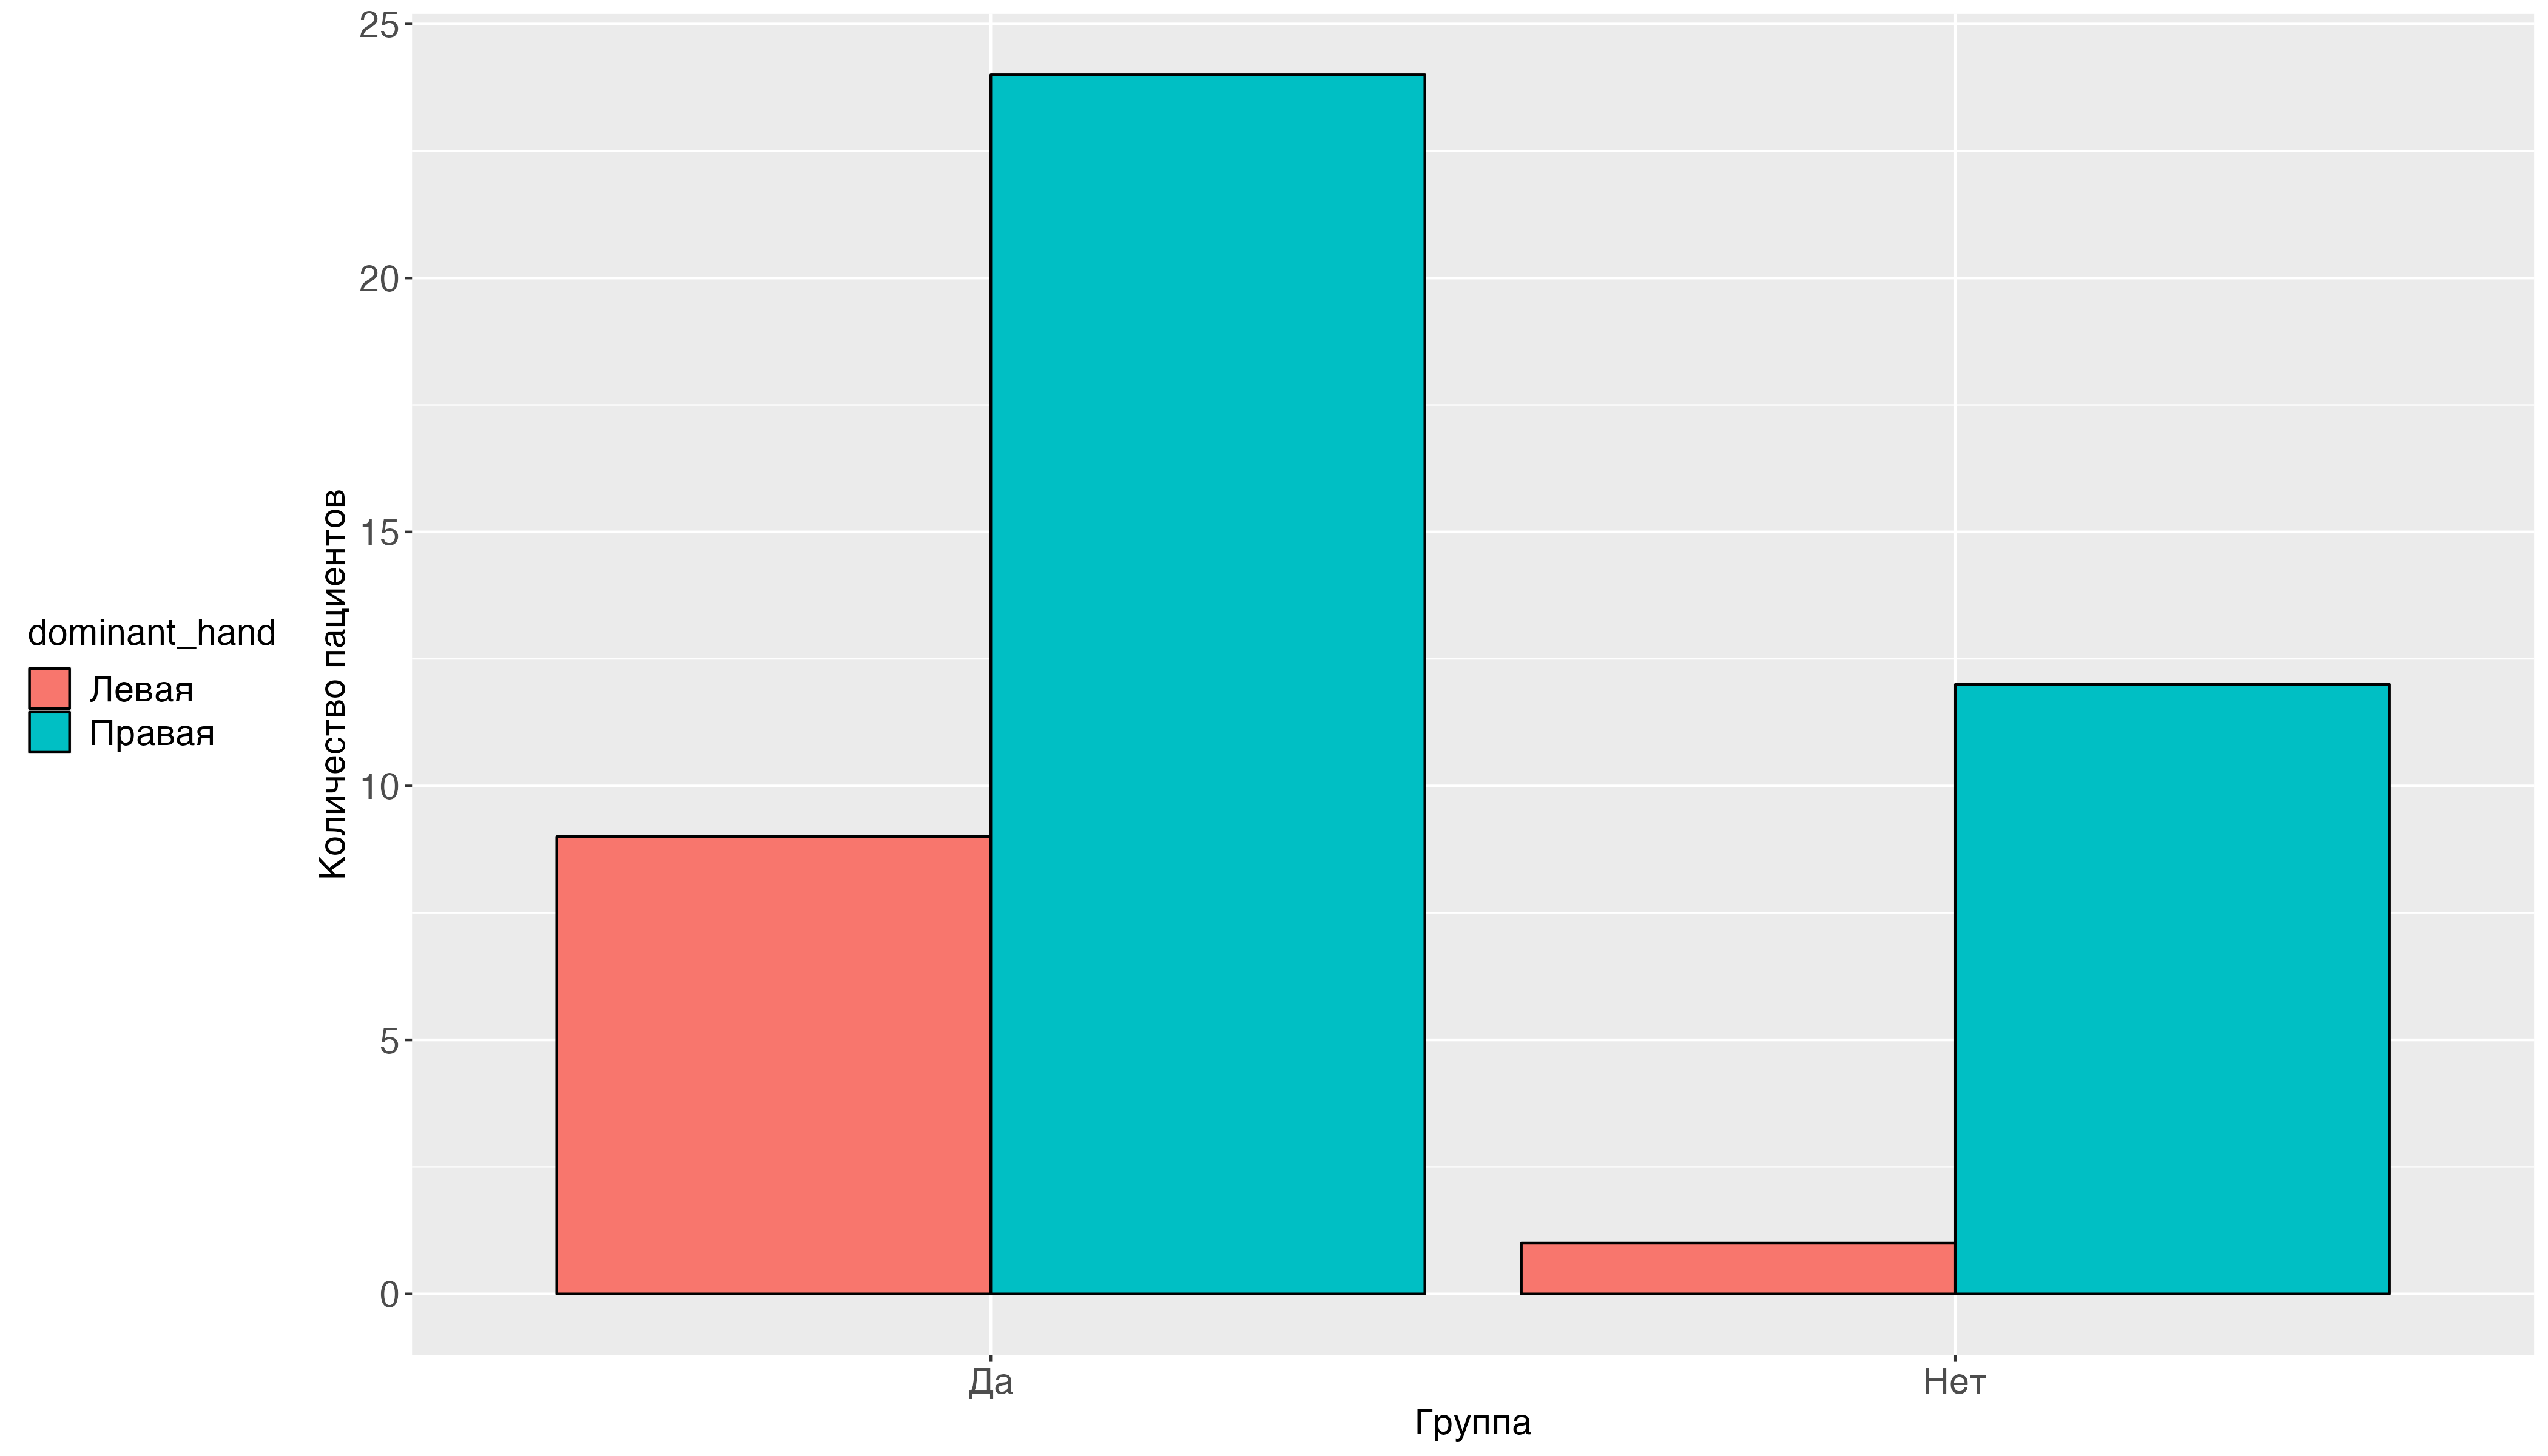 dominant_hand
Левая
Правая
Количество пациентов
25
20
15
10
5
0
Да
Нет
Группа